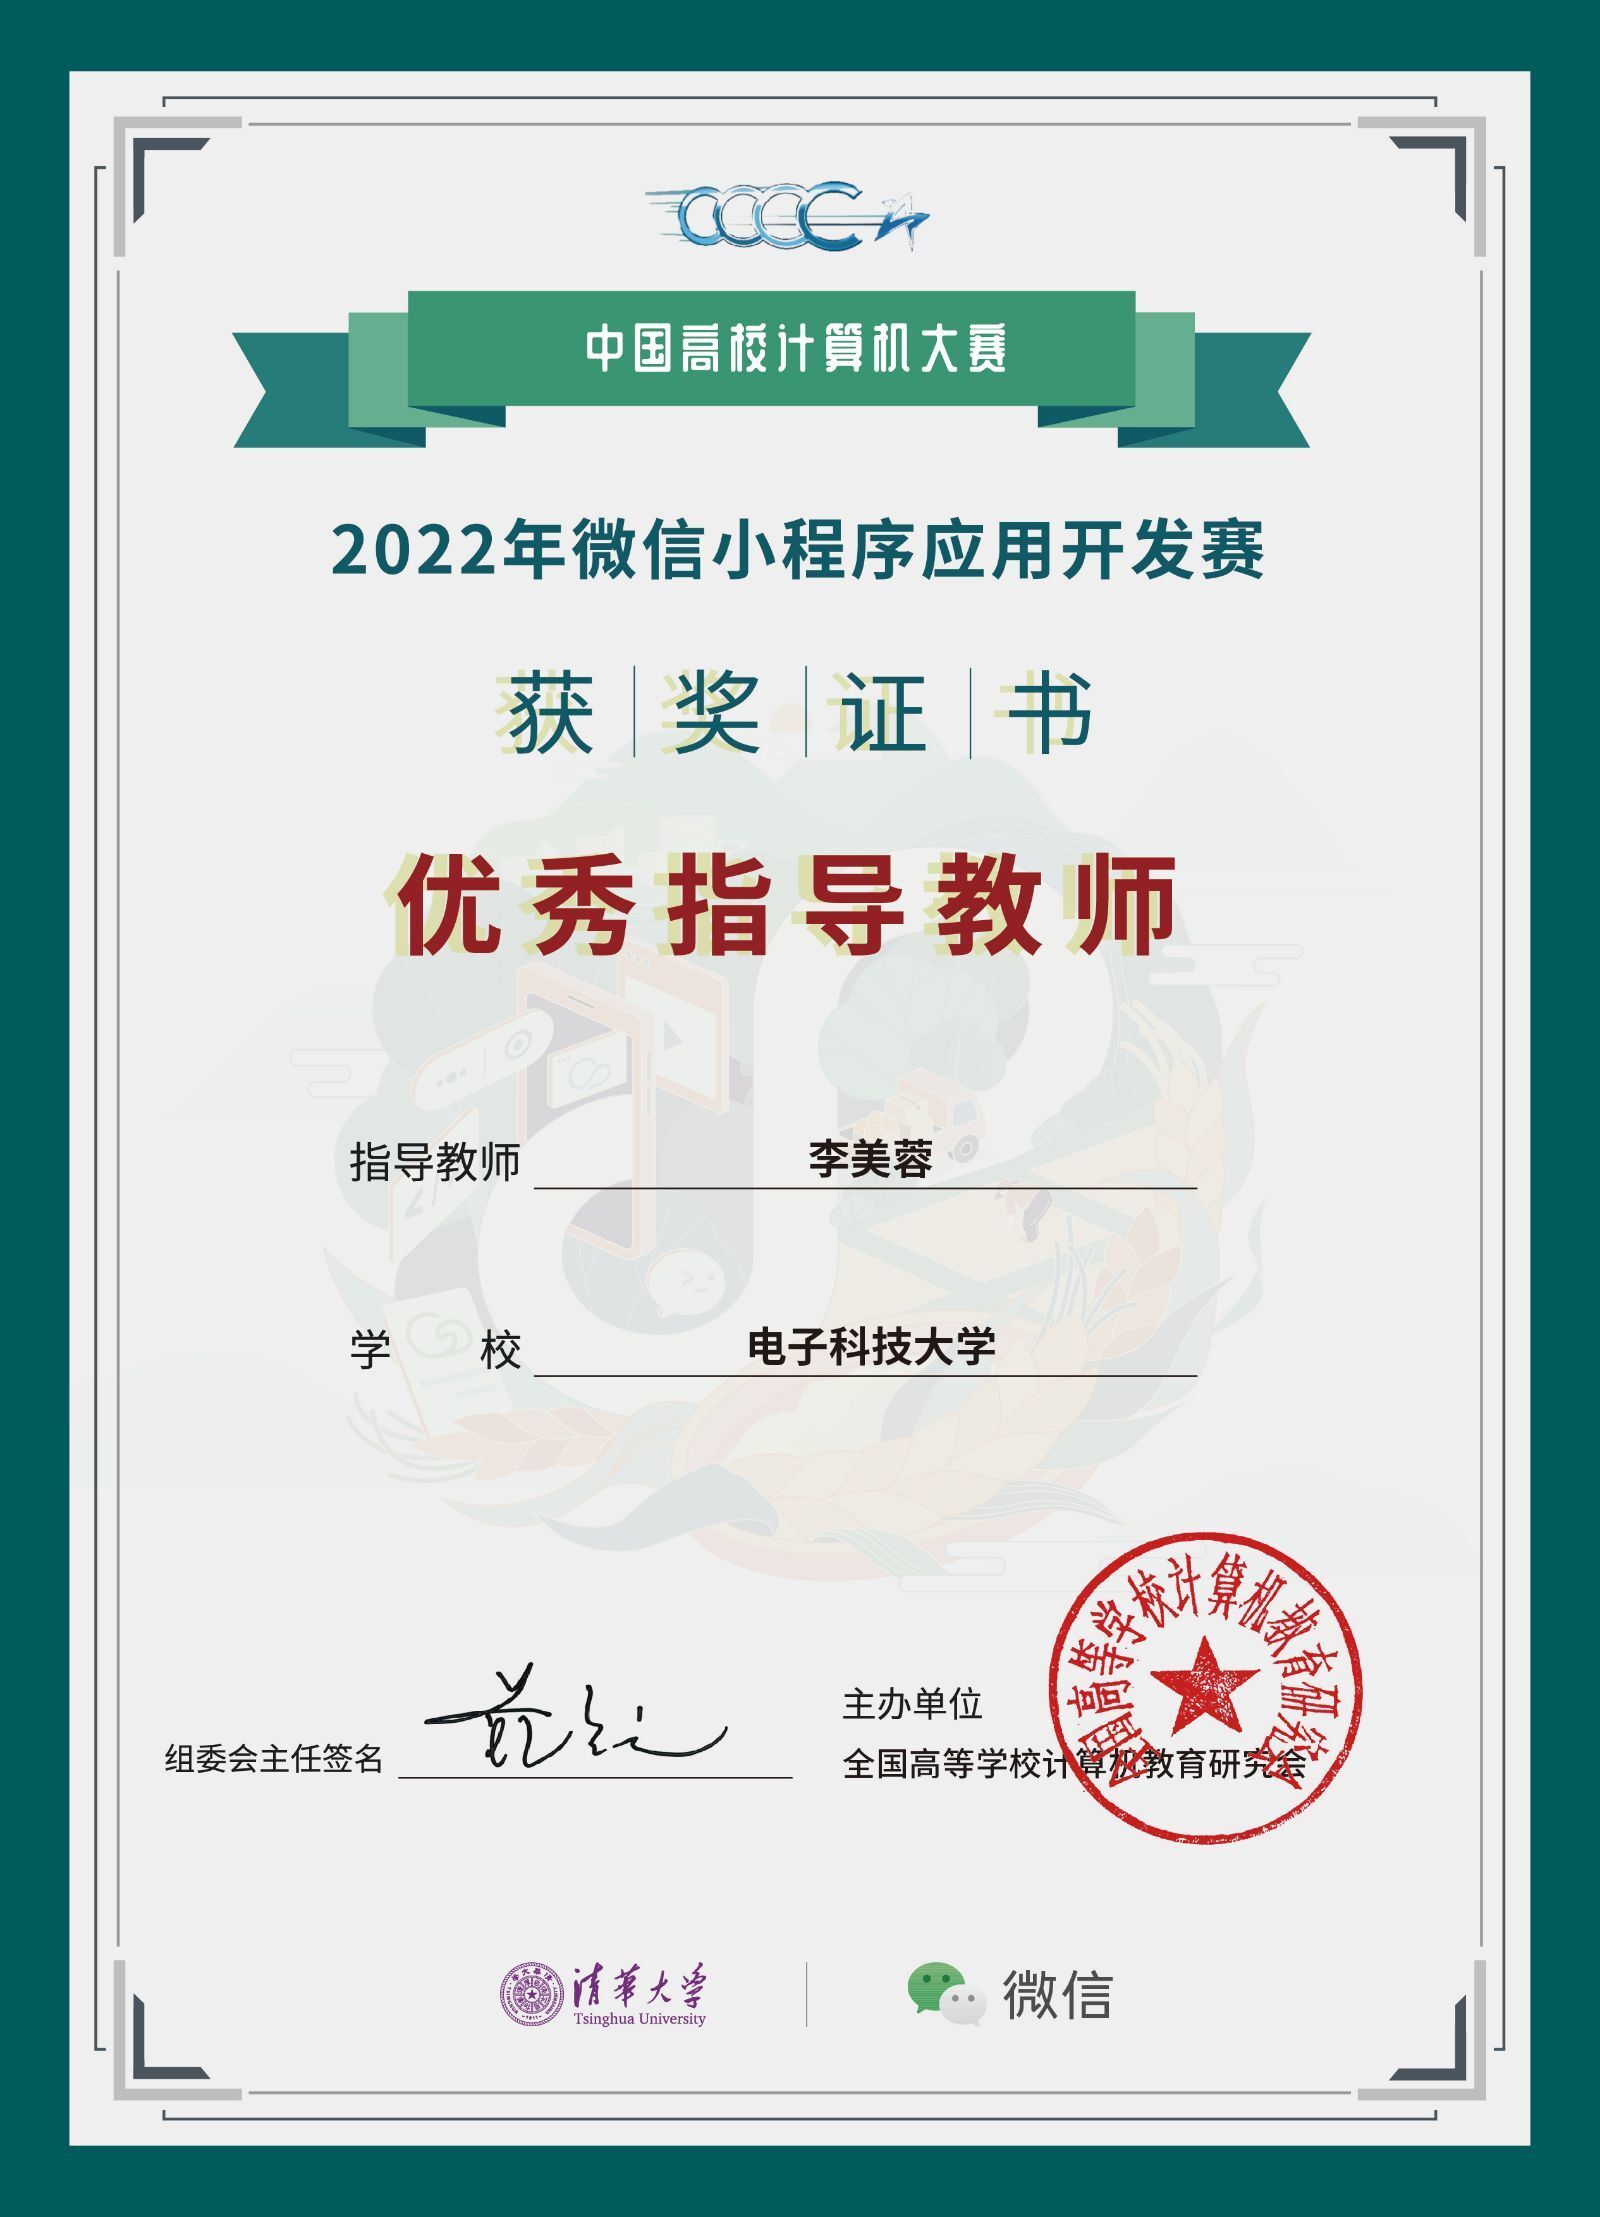 CCCC
中国高校计算机大赛
2022年微信小程序应用开发赛
获奖证书
优秀指导教师
指导教师 李美蓉
学校 电子科技大学
组委会主任签名
主办单位
全国高等学校计算机教育研究会
全国高等学校计算机教育研究会
清华大学
Tsinghua University
微信